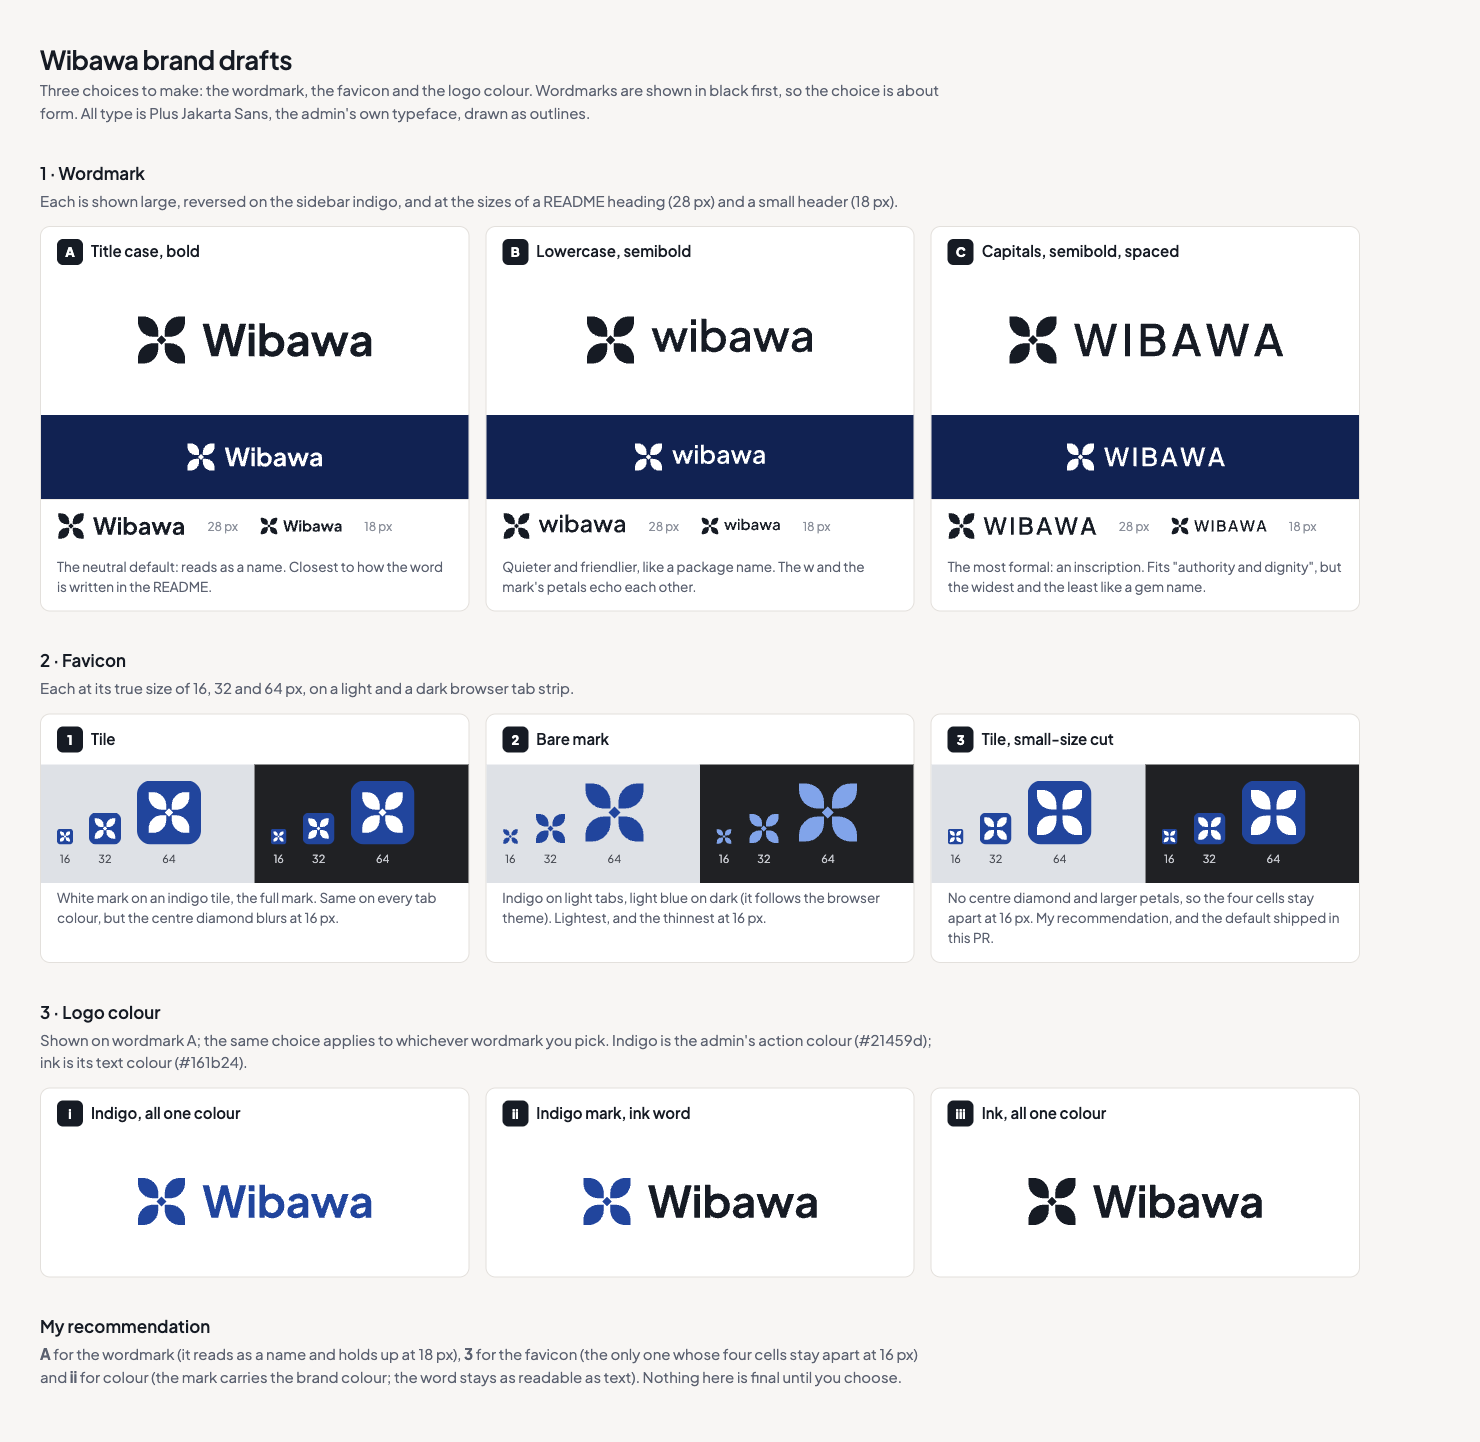 Wibawa brand drafts
Three choices to make: the wordmark, the favicon and the logo colour. Wordmarks are shown in black first, so the choice is about
form. All type is Plus Jakarta Sans, the admin's own typeface, drawn as outlines.
1 · Wordmark
Each is shown large, reversed on the sidebar indigo, and at the sizes of a README heading (28 px) and a small header (18 px).
A Title case, bold
Wibawa
Wibawa
Wibawa 28 px Wibawa 18 px
The neutral default: reads as a name. Closest to how the word
is written in the README.
B Lowercase, semibold
wibawa
wibawa
wibawa 28 px wibawa 18 px
Quieter and friendlier, like a package name. The w and the
mark's petals echo each other.
C Capitals, semibold, spaced
WIBAWA
WIBAWA
WIBAWA 28 px WIBAWA 18 px
The most formal: an inscription. Fits "authority and dignity", but
the widest and the least like a gem name.
2 · Favicon
Each at its true size of 16, 32 and 64 px, on a light and a dark browser tab strip.
1 Tile
16 32 64 16 32 64
White mark on an indigo tile, the full mark. Same on every tab
colour, but the centre diamond blurs at 16 px.
2 Bare mark
16 32 64 16 32 64
Indigo on light tabs, light blue on dark (it follows the browser
theme). Lightest, and the thinnest at 16 px.
3 Tile, small-size cut
16 32 64 16 32 64
No centre diamond and larger petals, so the four cells stay
apart at 16 px. My recommendation, and the default shipped in
this PR.
3 · Logo colour
Shown on wordmark A; the same choice applies to whichever wordmark you pick. Indigo is the admin's action colour (#21459d);
ink is its text colour (#161b24).
i Indigo, all one colour
Wibawa
ii Indigo mark, ink word
Wibawa
iii Ink, all one colour
Wibawa
My recommendation
A for the wordmark (it reads as a name and holds up at 18 px), 3 for the favicon (the only one whose four cells stay apart at 16 px)
and ii for colour (the mark carries the brand colour; the word stays as readable as text). Nothing here is final until you choose.